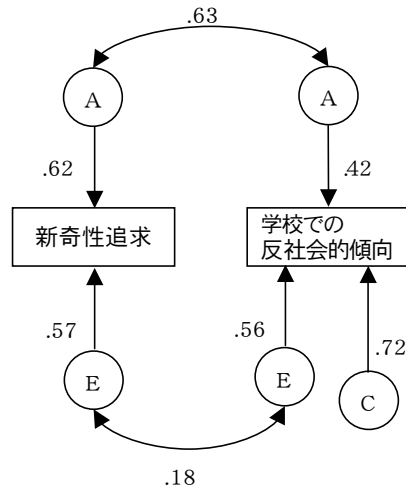 .63
A
A
.62
.42
新奇性追求
学校での
反社会的傾向
.57
.56
.72
E
E
C
.18